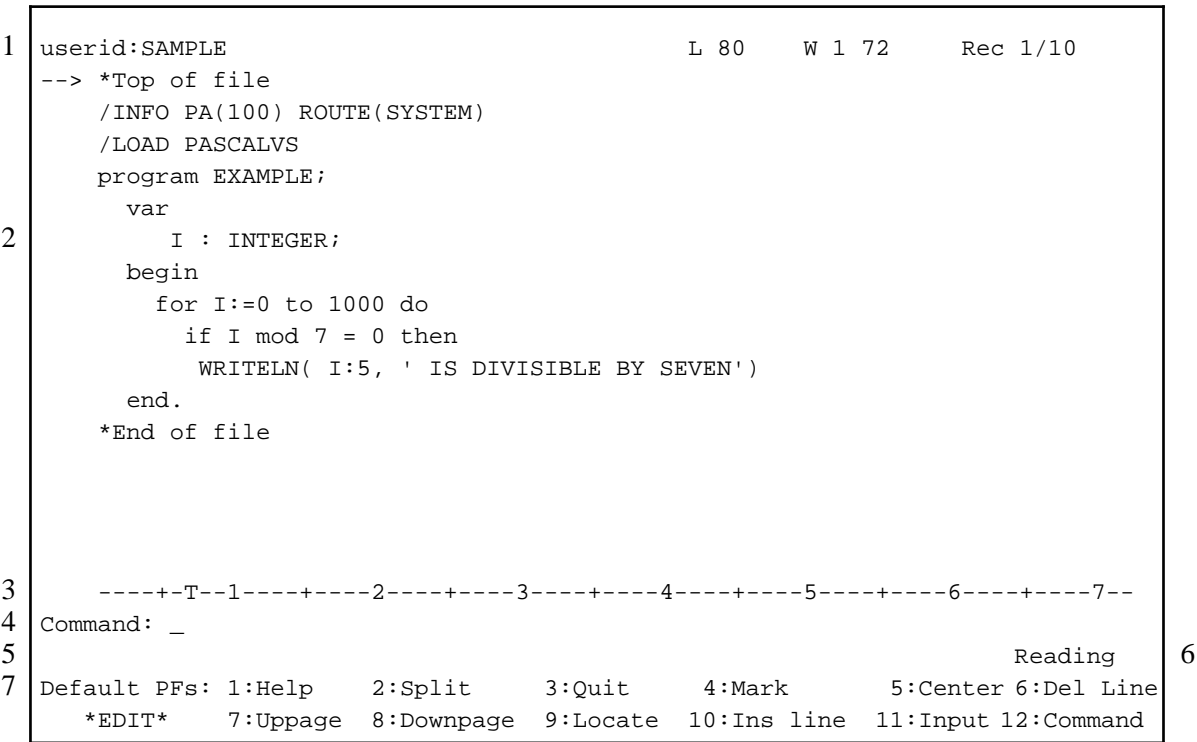 1 userid:SAMPLE L 80 W 1 72 Rec 1/10
--> *Top of file
/INFO PA(100) ROUTE(SYSTEM)
/LOAD PASCALVS
program EXAMPLE;
var
2 I : INTEGER;
begin
for I:=0 to 1000 do
if I mod 7 = 0 then
WRITELN( I:5, ' IS DIVISIBLE BY SEVEN')
end.
*End of file
3 ----+-T--1----+----2----+----3----+----4----+----5----+----6----+----7--
4 Command: _
5 Reading 6
7 Default PFs: 1:Help 2:Split 3:Quit 4:Mark 5:Center 6:Del Line
*EDIT* 7:Uppage 8:Downpage 9:Locate 10:Ins line 11:Input 12:Command